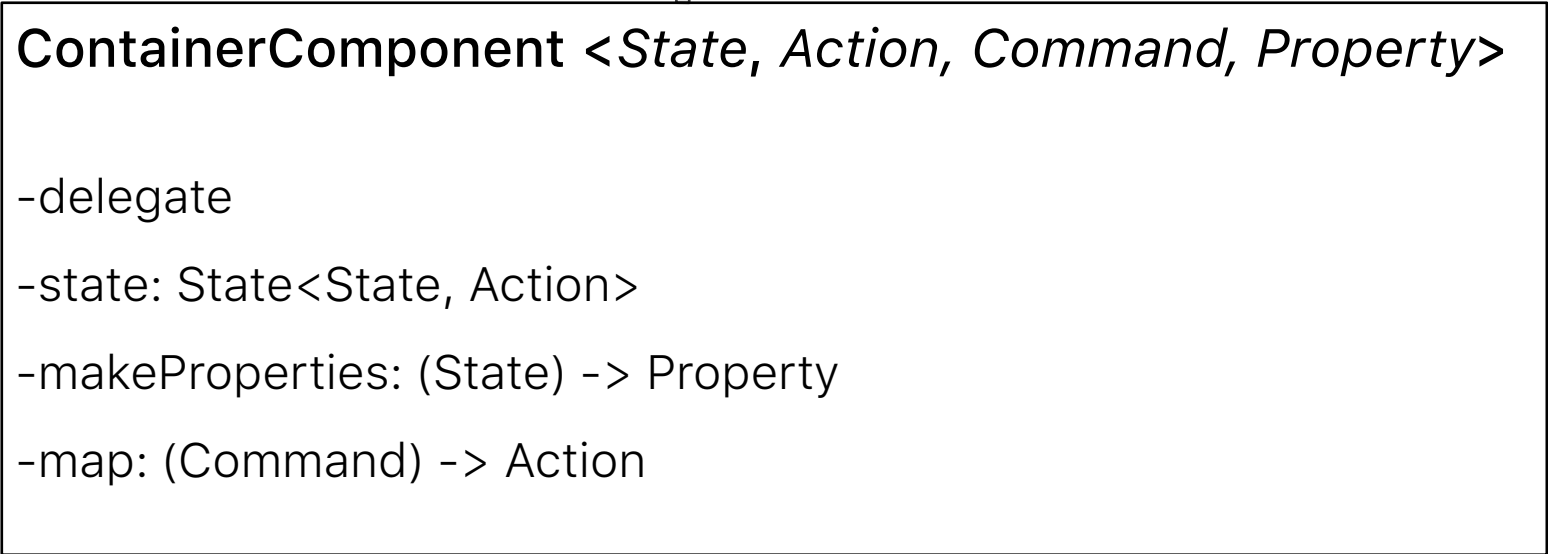 ContainerComponent <State, Action, Command, Property>
-delegate
-state: State<State, Action>
-makeProperties: (State) -> Property
-map: (Command) -> Action